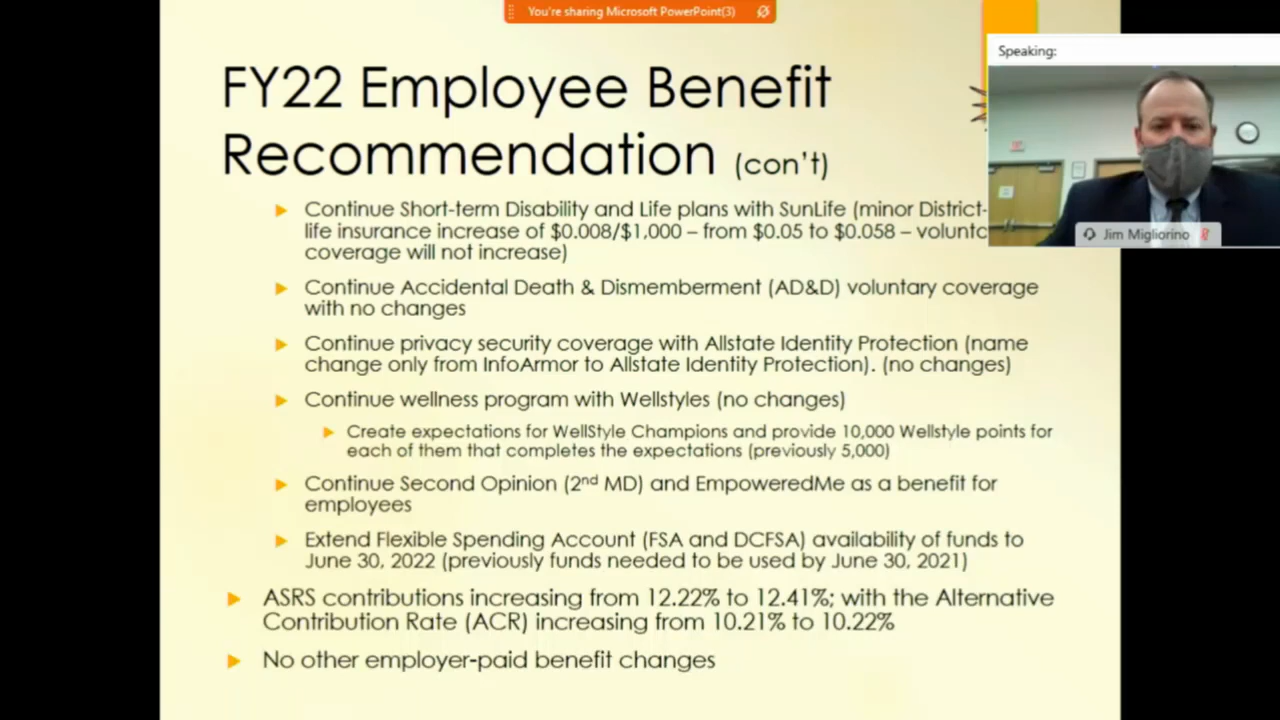 You're sharing Microsoft PowerPoint(3)
Speaking:
Jim Migliorino
FY22 Employee Benefit
Recommendation (con't)
Continue Short-term Disability and Life plans with SunLife (minor District-
life insurance increase of $0.008/$1,000 – from $0.05 to $0.058 –
coverage will not increase)
Continue Accidental Death & Dismemberment (AD&D) voluntary coverage
with no changes
Continue privacy security coverage with Allstate Identity Protection (name
change only from InfoArmor to Allstate Identity Protection). (no changes)
Continue wellness program with Wellstyles (no changes)
Create expectations for WellStyle Champions and provide 10,000 Wellstyle points for
each of them that completes the expectations (previously 5,000)
Continue Second Opinion (2nd MD) and EmpoweredMe as a benefit for
employees
Extend Flexible Spending Account (FSA and DCFSA) availability of funds to
June 30, 2022 (previously funds needed to be used by June 30, 2021)
ASRS contributions increasing from 12.22% to 12.41%; with the Alternative
Contribution Rate (ACR) increasing from 10.21% to 10.22%
No other employer-paid benefit changes